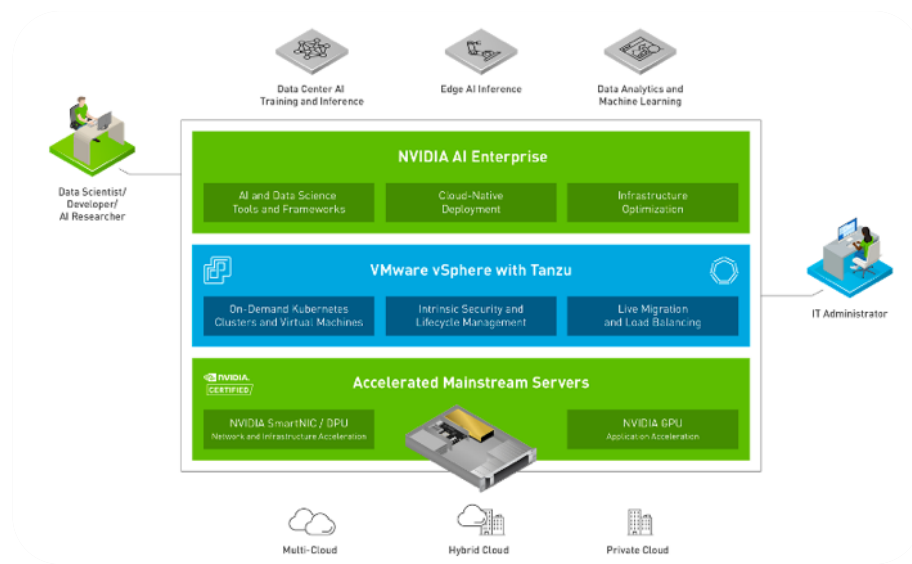 Data Center AI
Training and Inference
Edge AI Inference
Data Analytics and
Machine Learning
Data Scientist/
Developer/
AI Researcher
NVIDIA AI Enterprise
AI and Data Science
Tools and Frameworks
Cloud-Native
Deployment
Infrastructure
Optimization
VMware vSphere with Tanzu
On-Demand Kubernetes
Clusters and Virtual Machines
Intrinsic Security and
Lifecycle Management
Live Migration
and Load Balancing
IT Administrator
NVIDIA.
CERTIFIED
Accelerated Mainstream Servers
NVIDIA SmartNIC / DPU
Network and Infrastructure Acceleration
NVIDIA GPU
Application Acceleration
Multi-Cloud
Hybrid Cloud
Private Cloud